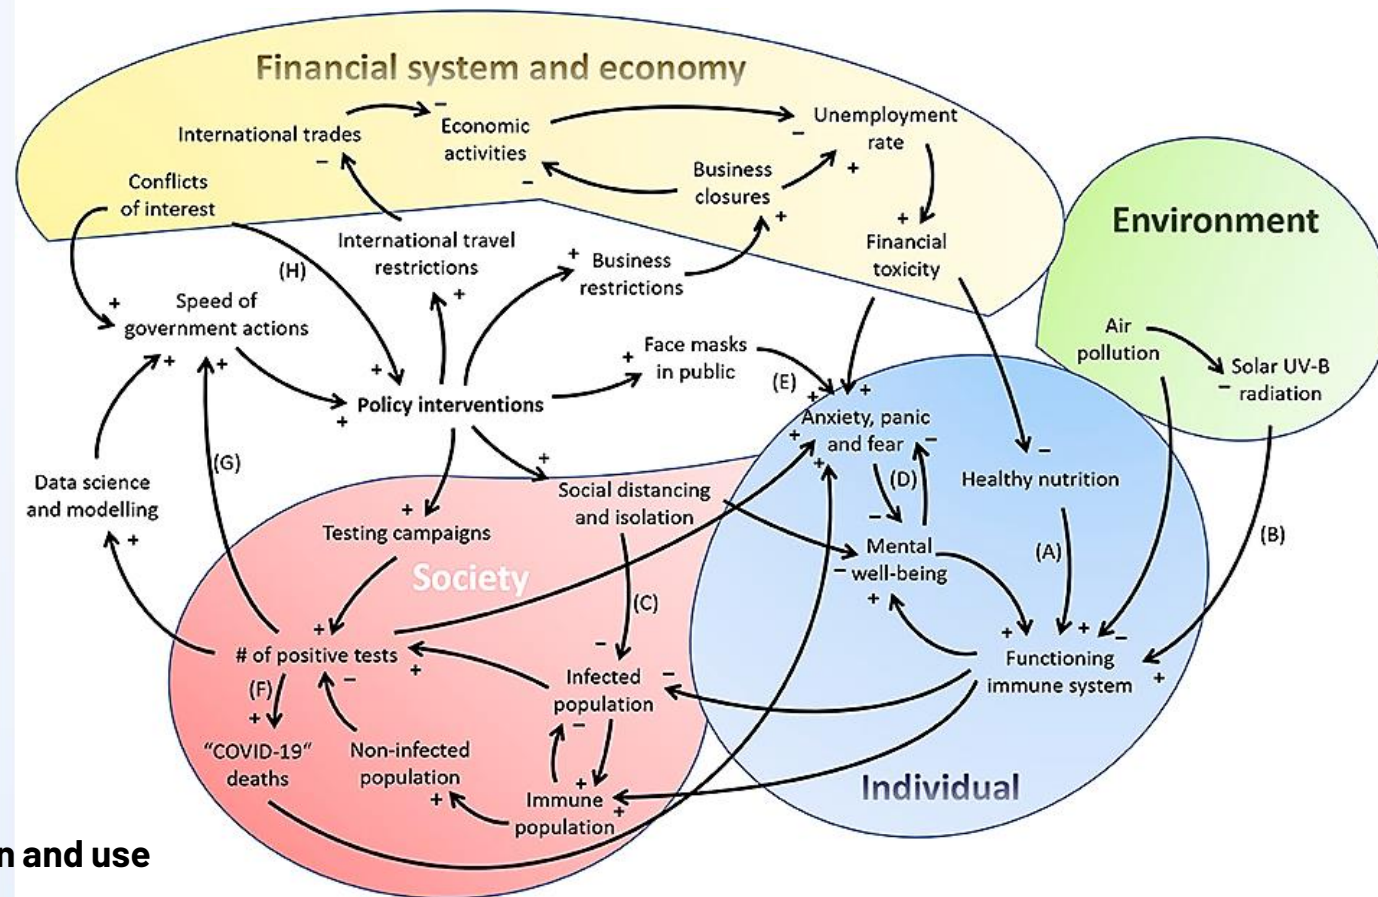 Financial system and economy
International trades
−
−
Economic
activities
−
Unemployment
rate
−
+
Business
closures
+
Conflicts
of interest
+
Financial
toxicity
Environment
(H)
International travel
restrictions
+
+
Business
restrictions
+
Speed of
government actions
+
+
Air
pollution
Solar UV-B
− radiation
+
Face masks
in public
(E)
+
Policy interventions
+
+
+
Anxiety, panic
and fear
+
+
−
(D)
−
Healthy nutrition
(G)
Data science
and modelling
+
+
Social distancing
and isolation
+
Testing campaigns
Society
Mental
− well-being
+
(A)
(B)
(C)
+
+
−
Functioning
immune system
+
+
# of positive tests
−
+
−
Infected
population
−
(F)
+
"COVID-19"
deaths
Non-infected
population
+
−
+
Immune
population
+
Individual
n and use